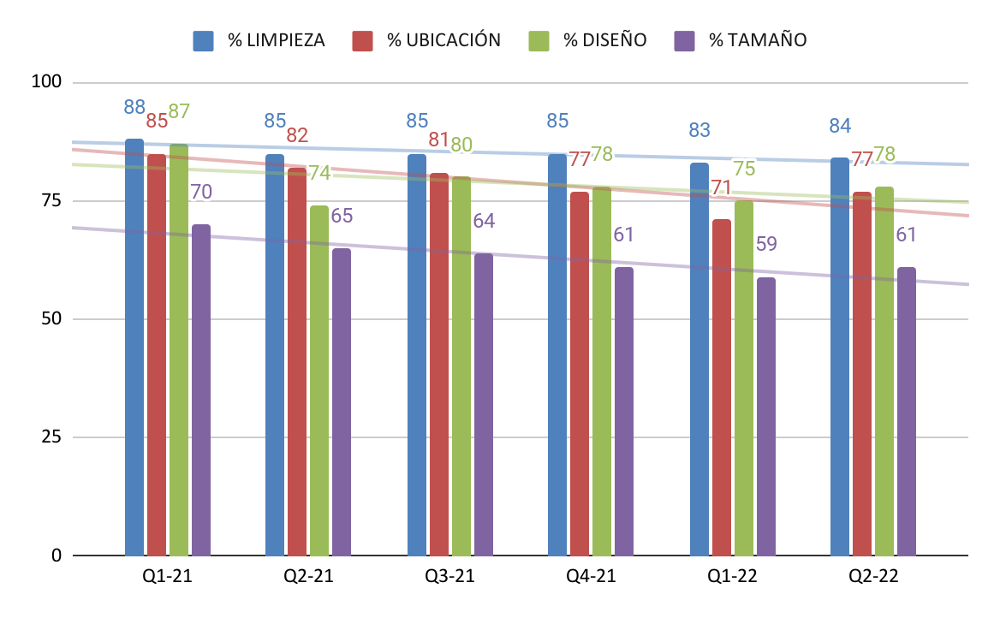 % LIMPIEZA % UBICACIÓN % DISEÑO % TAMAÑO
100
75
50
25
0
88 85 87 70
85 82 74 65
85 81 80 64
85 77 78 61
83 71 75 59
84 77 78 61
Q1-21 Q2-21 Q3-21 Q4-21 Q1-22 Q2-22